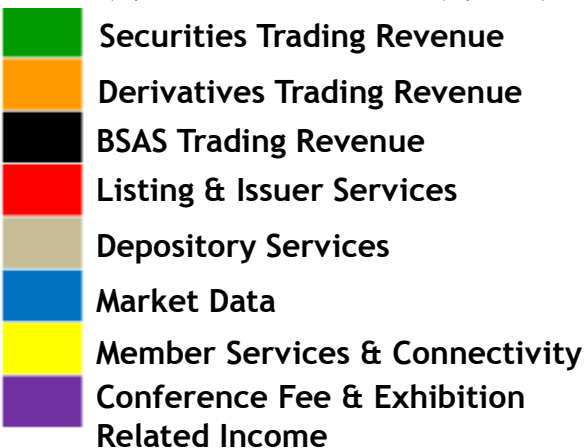 Securities Trading Revenue
Derivatives Trading Revenue
BSAS Trading Revenue
Listing & Issuer Services
Depository Services
Market Data
Member Services & Connectivity
Conference Fee & Exhibition
Related Income